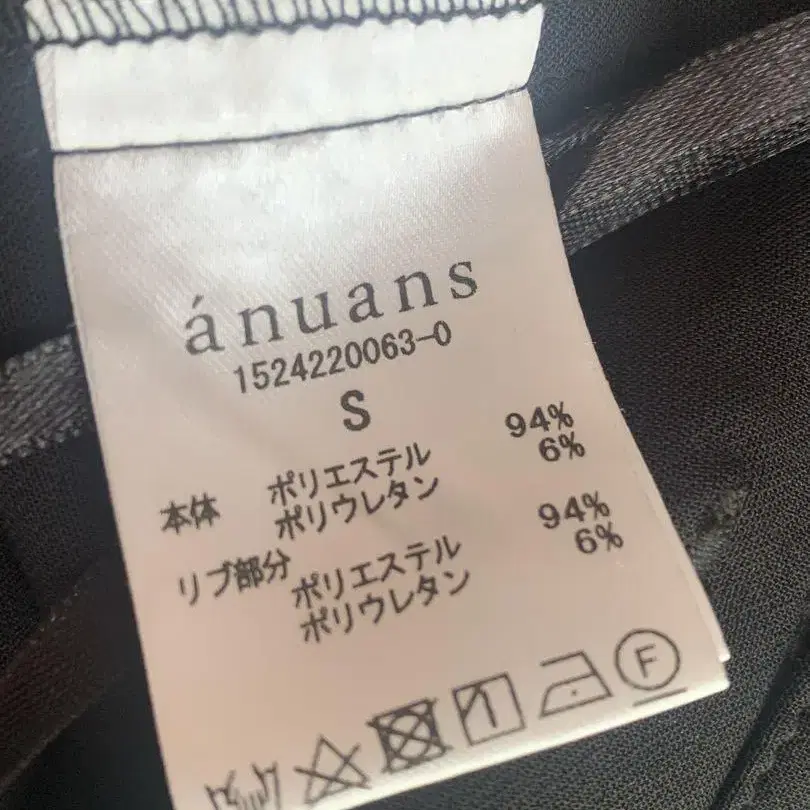 ánuans
1524220063-0
S
本体 ポリエステル 94%
ポリウレタン 6%
リブ部分
ポリエステル 94%
ポリウレタン 6%
F